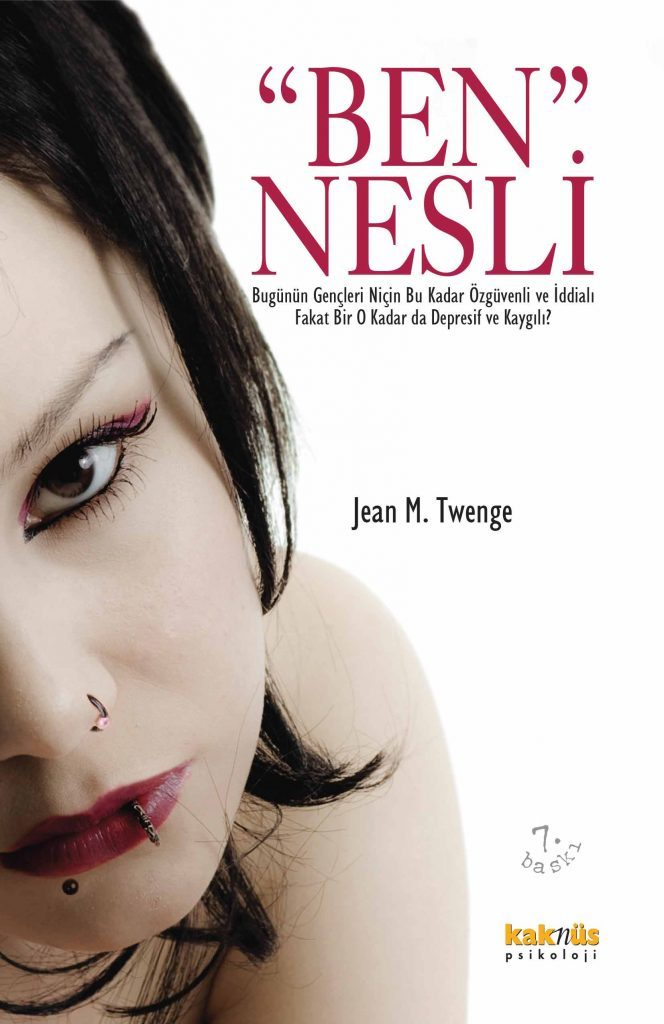 “BEN”
NESLİ
Bugünün Gençleri Niçin Bu Kadar Özgüvenli ve İddialı
Fakat Bir O Kadar da Depresif ve Kaygılı?
Jean M. Twenge
7.
baskı
kaknüs
psikoloji